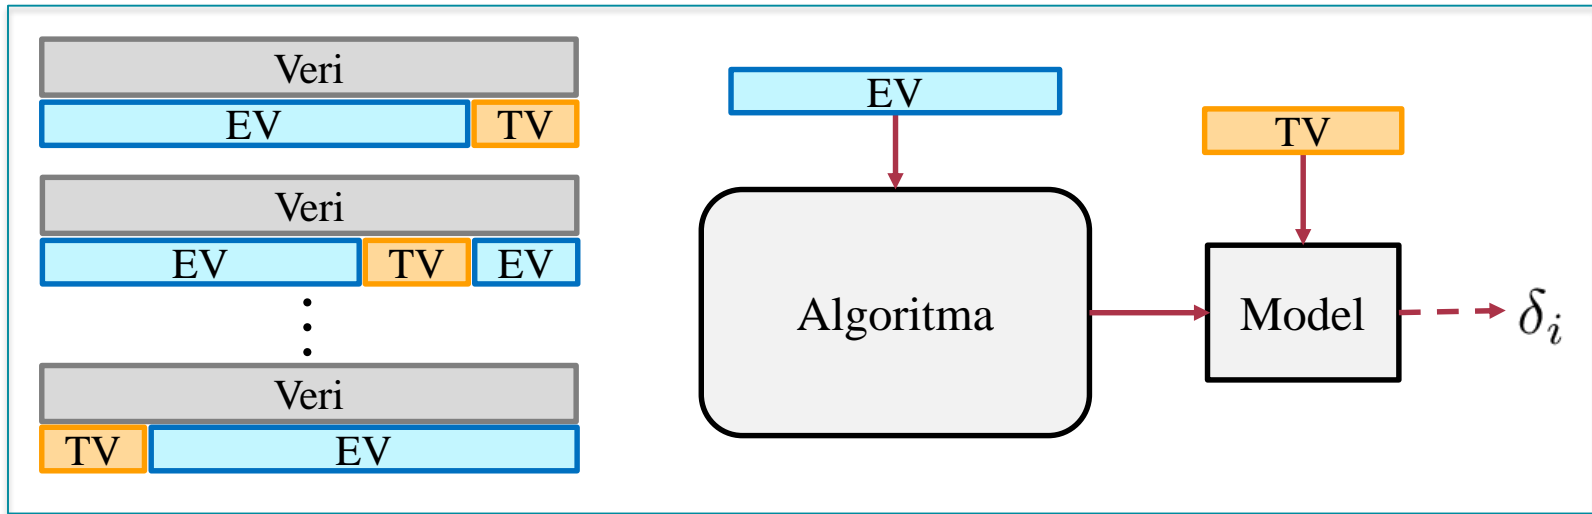 Veri
EV TV
Veri
EV TV EV
Veri
TV EV
EV
TV
Algoritma
Model
δi